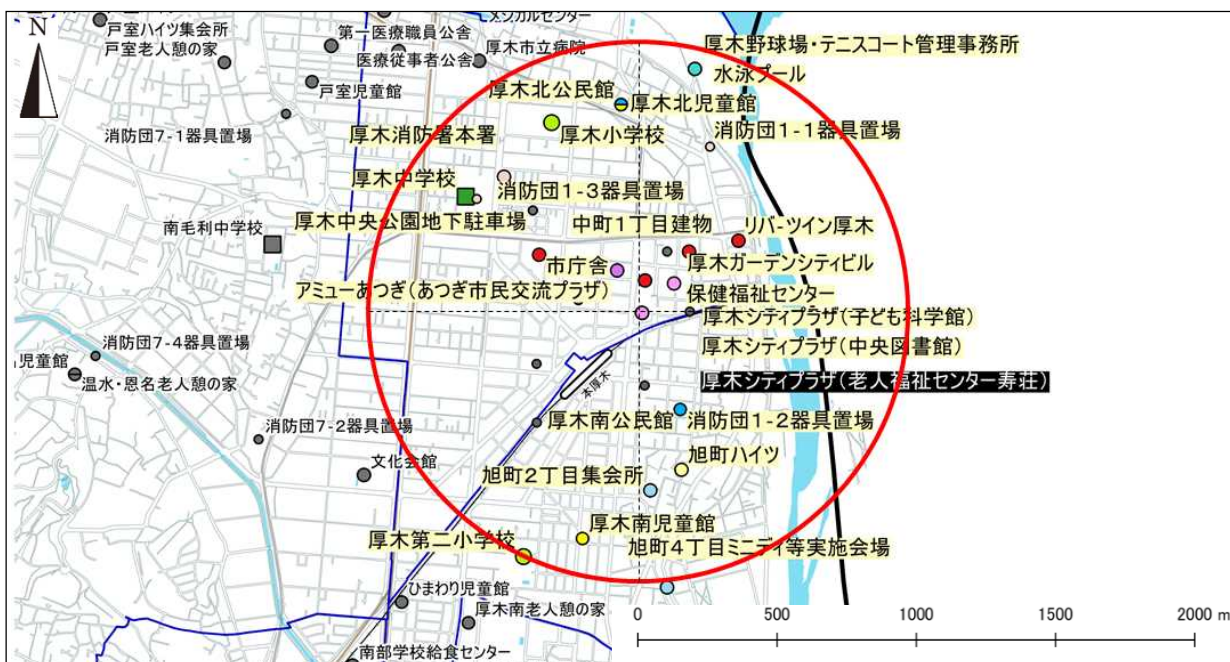 戸室ハイツ集会所
戸室老人憩の家
N
第一医療職員公舎
医療従事者公舎
厚木市立病院
厚木野球場・テニスコート管理事務所
水泳プール
戸室児童館
厚木北公民館
厚木北児童館
消防団7-1器具置場
厚木消防署本署
厚木小学校
消防団1-1器具置場
厚木中学校
消防団1-3器具置場
厚木中央公園地下駐車場
中町1丁目建物
リバーツイン厚木
南毛利中学校
市庁舎
厚木ガーデンシティビル
アミューあつぎ(あつぎ市民交流プラザ)
保健福祉センター
厚木シティプラザ(子ども科学館)
厚木シティプラザ(中央図書館)
厚木シティプラザ(老人福祉センター寿荘)
消防団7-4器具置場
児童館
温水・恩名老人憩の家
本厚木
厚木南公民館
消防団1-2器具置場
消防団7-2器具置場
文化会館
旭町ハイツ
旭町2丁目集会所
厚木南児童館
厚木第二小学校
旭町4丁目ミニデイ等実施会場
ひまわり児童館
厚木南老人憩の家
南部学校給食センター
0 500 1000 1500 2000 m